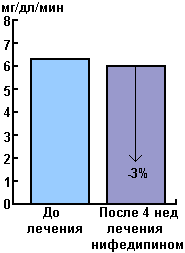 мг/дл/мин
8
7
6
5
4
3
2
1
0
-3%
До
лечения
После 4 нед
лечения
нифедипином